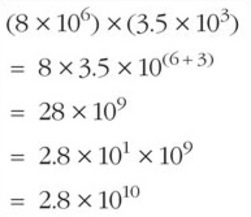 (8 × 10⁶) × (3.5 × 10³)
= 8 × 3.5 × 10⁽⁶⁺³⁾
= 28 × 10⁹
= 2.8 × 10¹ × 10⁹
= 2.8 × 10¹⁰